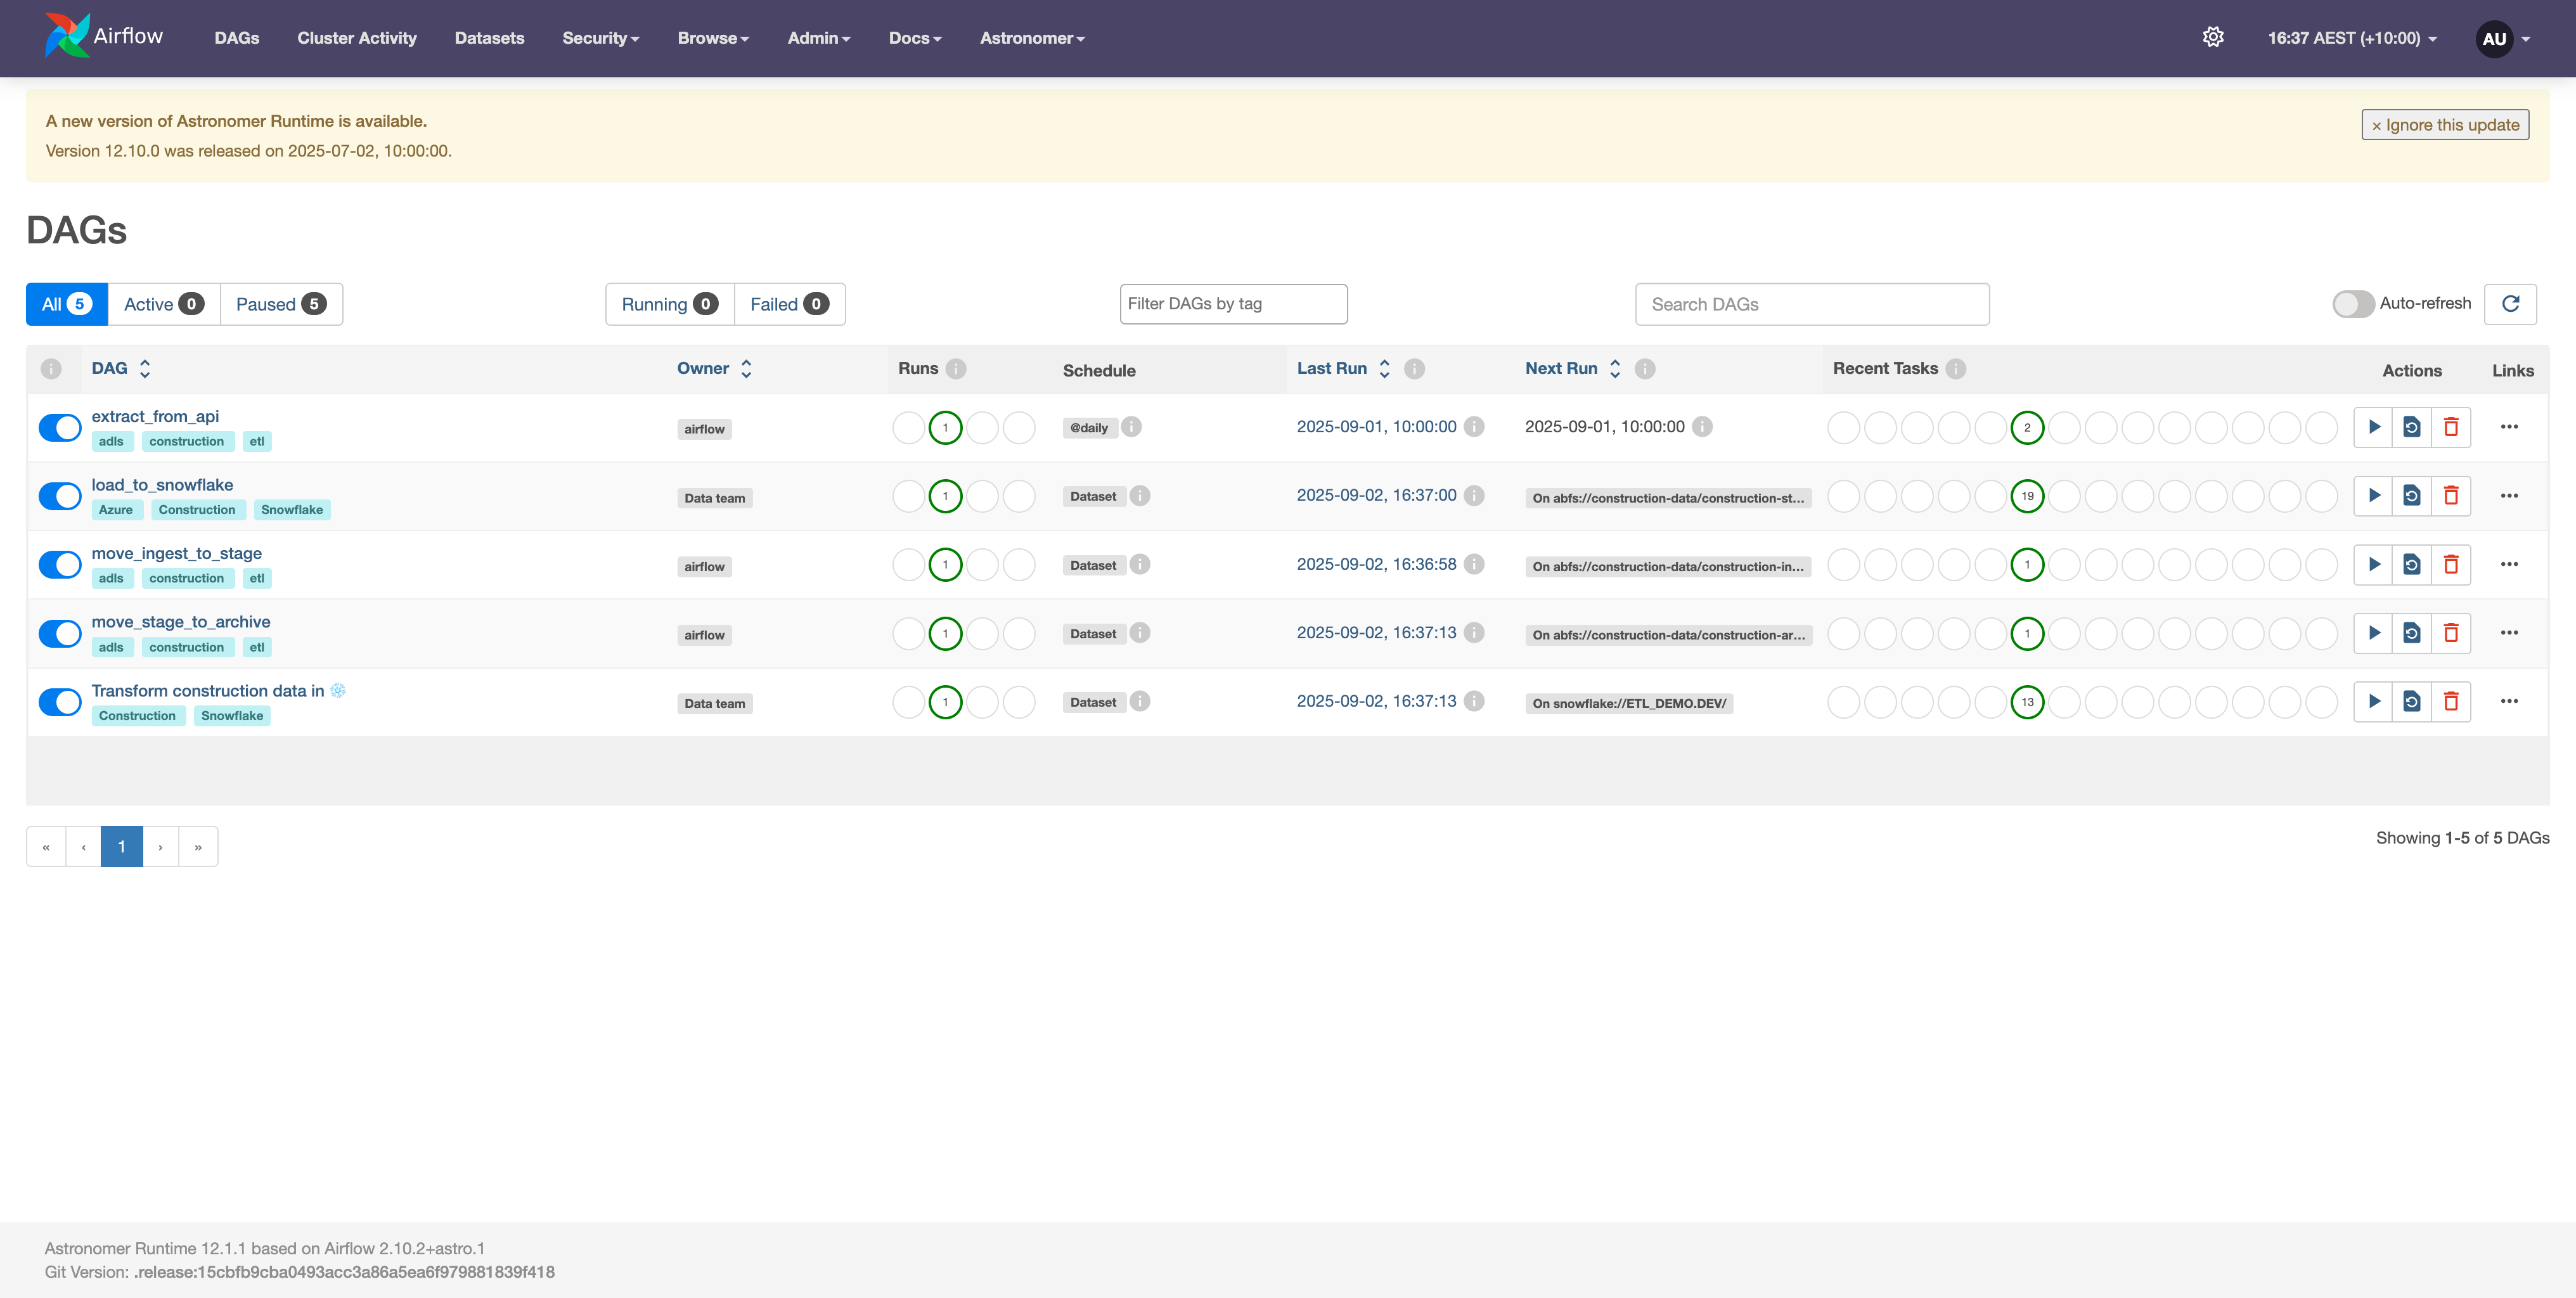 Airflow DAGs Cluster Activity Datasets Security Browse Admin Docs Astronomer 16:37 AEST (+10:00) AU
A new version of Astronomer Runtime is available.
× Ignore this update
Version 12.10.0 was released on 2025-07-02, 10:00:00.
DAGs
All 5 Active 0 Paused 5 Running 0 Failed 0 Filter DAGs by tag Search DAGs Auto-refresh
DAG Owner Runs Schedule Last Run Next Run Recent Tasks Actions Links
extract_from_api
adls construction etl
airflow 1 @daily 2025-09-01, 10:00:00 2025-09-01, 10:00:00 2
load_to_snowflake
Azure Construction Snowflake
Data team 1 Dataset 2025-09-02, 16:37:00 On abfs://construction-data/construction-st... 19
move_ingest_to_stage
adls construction etl
airflow 1 Dataset 2025-09-02, 16:36:58 On abfs://construction-data/construction-in... 1
move_stage_to_archive
adls construction etl
airflow 1 Dataset 2025-09-02, 16:37:13 On abfs://construction-data/construction-ar... 1
Transform construction data in ❄️
Construction Snowflake
Data team 1 Dataset 2025-09-02, 16:37:13 On snowflake://ETL_DEMO.DEV/ 13
« ‹ 1 › »
Showing 1-5 of 5 DAGs
Astronomer Runtime 12.1.1 based on Airflow 2.10.2+astro.1
Git Version: .release:15cbfb9cba0493acc3a86a5ea6f979881839f418